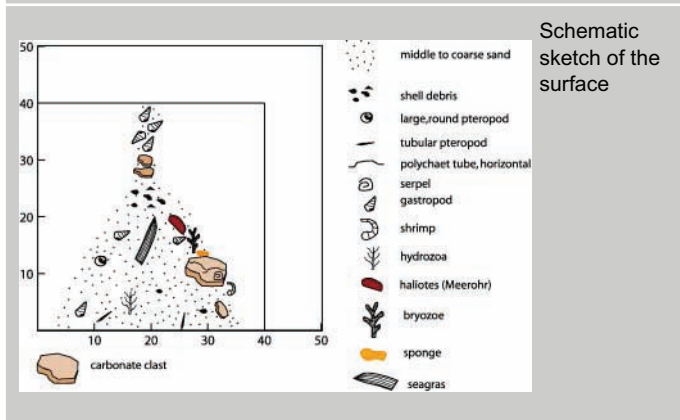 Schematic
sketch of the
surface
50
40
30
20
10
10
20
30
40
50
carbonate clast
middle to coarse sand
shell debris
large,round pteropod
tubular pteropod
polychaet tube, horizontal
serpel
gastropod
shrimp
hydrozoa
haliotes (Meerohr)
bryozoe
sponge
seagras